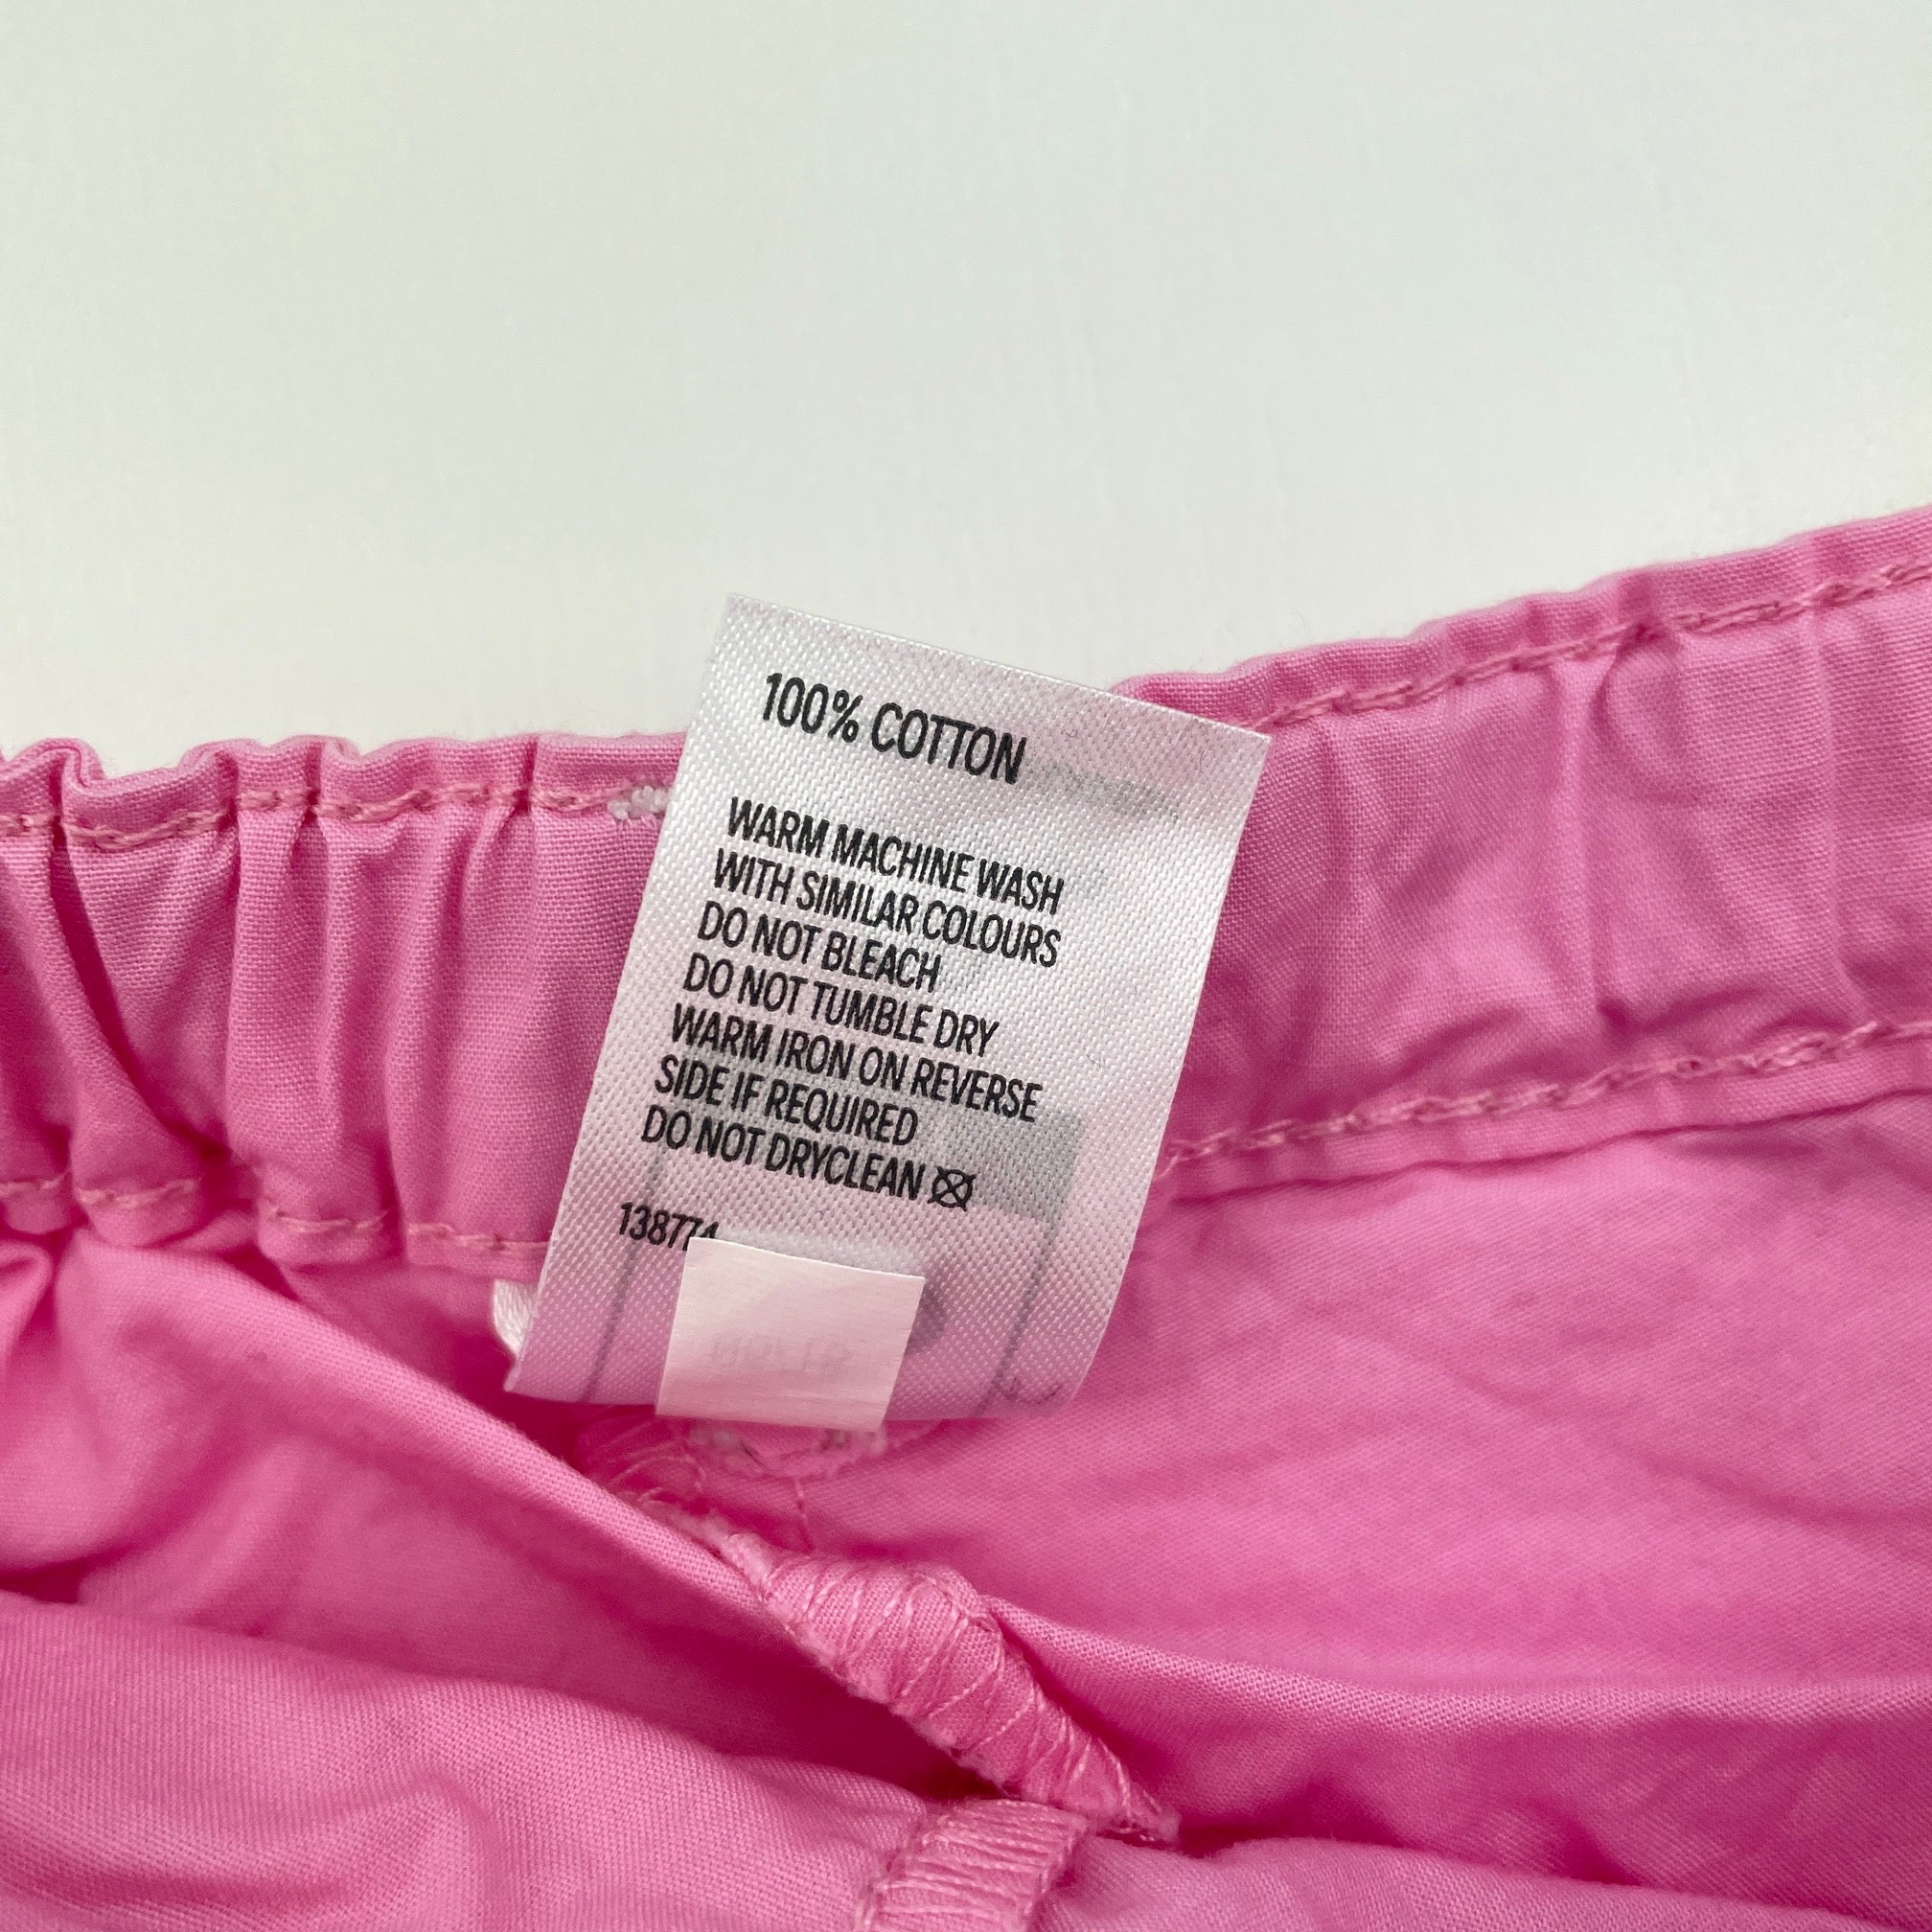 100% COTTON
WARM MACHINE WASH
WITH SIMILAR COLOURS
DO NOT BLEACH
DO NOT TUMBLE DRY
WARM IRON ON REVERSE
SIDE IF REQUIRED
DO NOT DRYCLEAN
138774